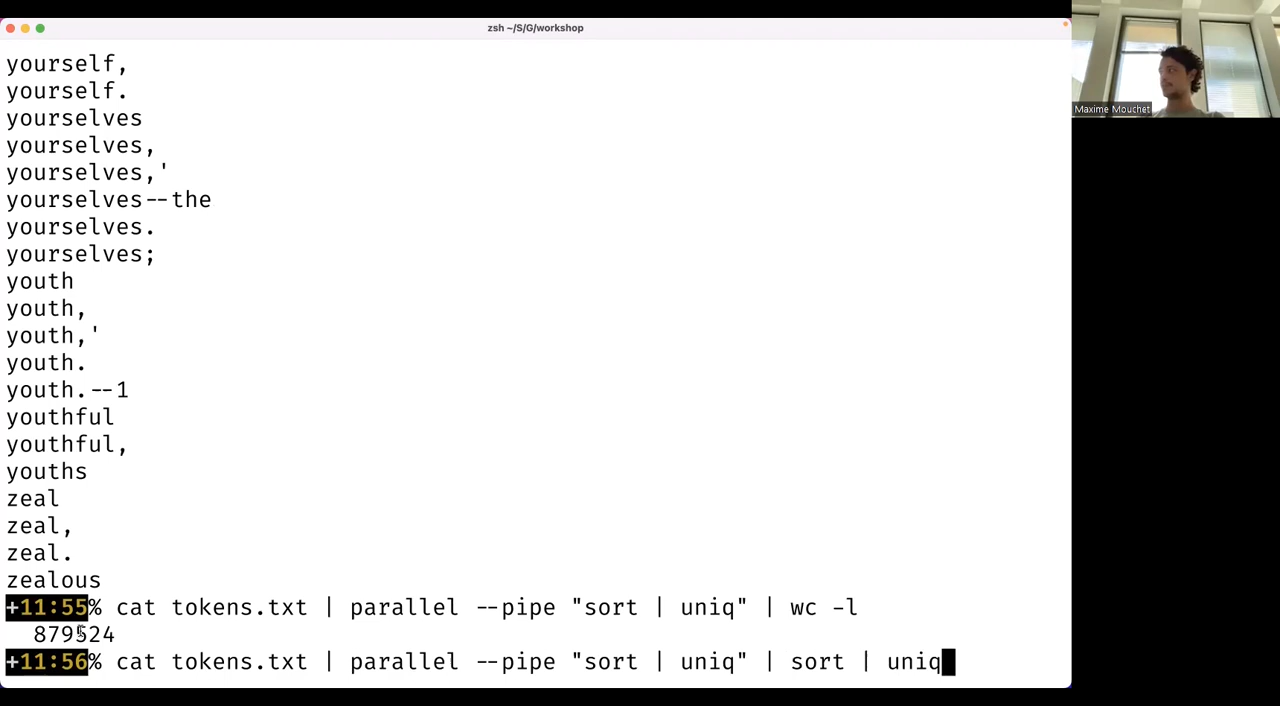 zsh ~/S/G/workshop
Maxime Mouchet
yourself,
yourself.
yourselves
yourselves,
yourselves,'
yourselves--the
yourselves.
yourselves;
youth
youth,
youth,'
youth.
youth.--1
youthful
youthful,
youths
zeal
zeal,
zeal.
zealous
+11:55% cat tokens.txt | parallel --pipe "sort | uniq" | wc -l
879524
+11:56% cat tokens.txt | parallel --pipe "sort | uniq" | sort | uniq